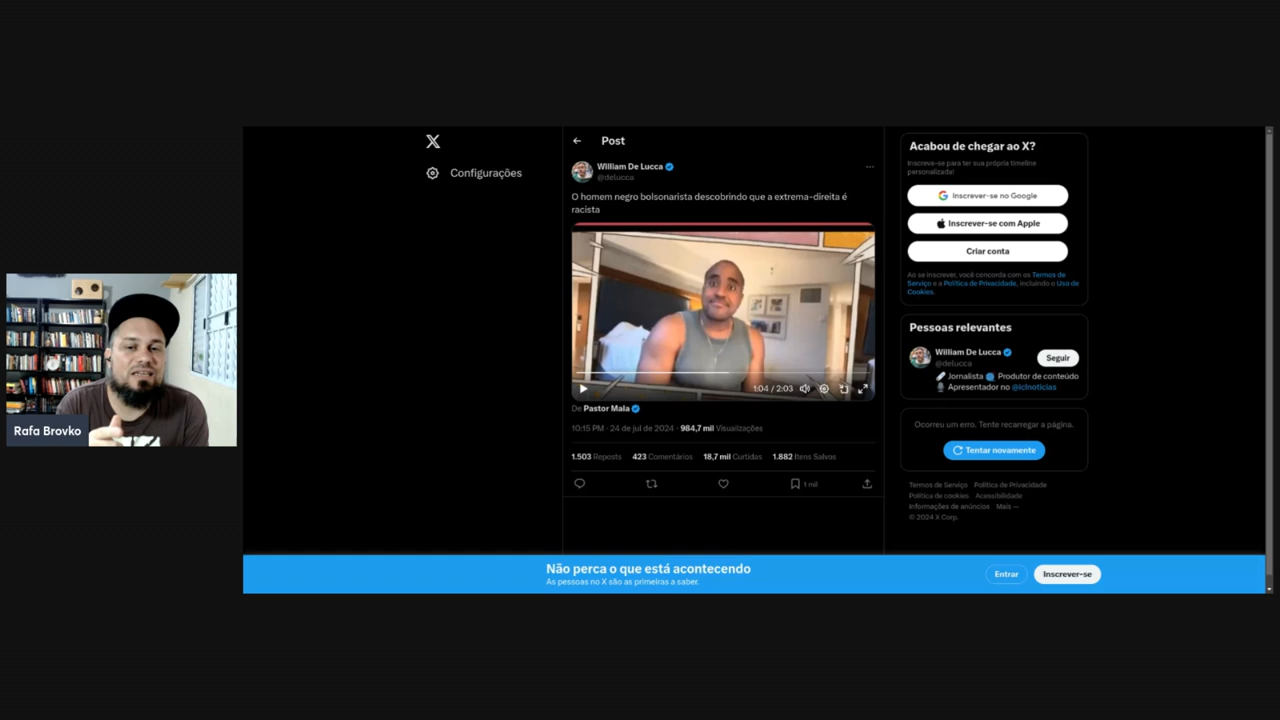 Rafa Brovko
Configurações
Post
William De Lucca
@delucca
O homem negro bolsonarista descobrindo que a extrema-direita é
racista
1:04 / 2:03
De Pastor Mala
10:15 PM · 24 de jul de 2024 · 984,7 mil Visualizações
1.503 Reposts 423 Comentários 18,7 mil Curtidas 1.882 Itens Salvos
1 mil
Acabou de chegar ao X?
Inscreva-se para ter sua própria timeline
personalizada!
Inscrever-se no Google
Inscrever-se com Apple
Criar conta
Ao se inscrever, você concorda com os Termos de
Serviço e a Política de Privacidade, incluindo o Uso de
Cookies.
Pessoas relevantes
William De Lucca
@delucca
Seguir
Jornalista Produtor de conteúdo
Apresentador no @iclnoticias
Ocorreu um erro. Tente recarregar a página.
Tentar novamente
Termos de Serviço Política de Privacidade
Política de cookies Acessibilidade
Informações de anúncios Mais ···
© 2024 X Corp.
Não perca o que está acontecendo
As pessoas no X são as primeiras a saber.
Entrar
Inscrever-se